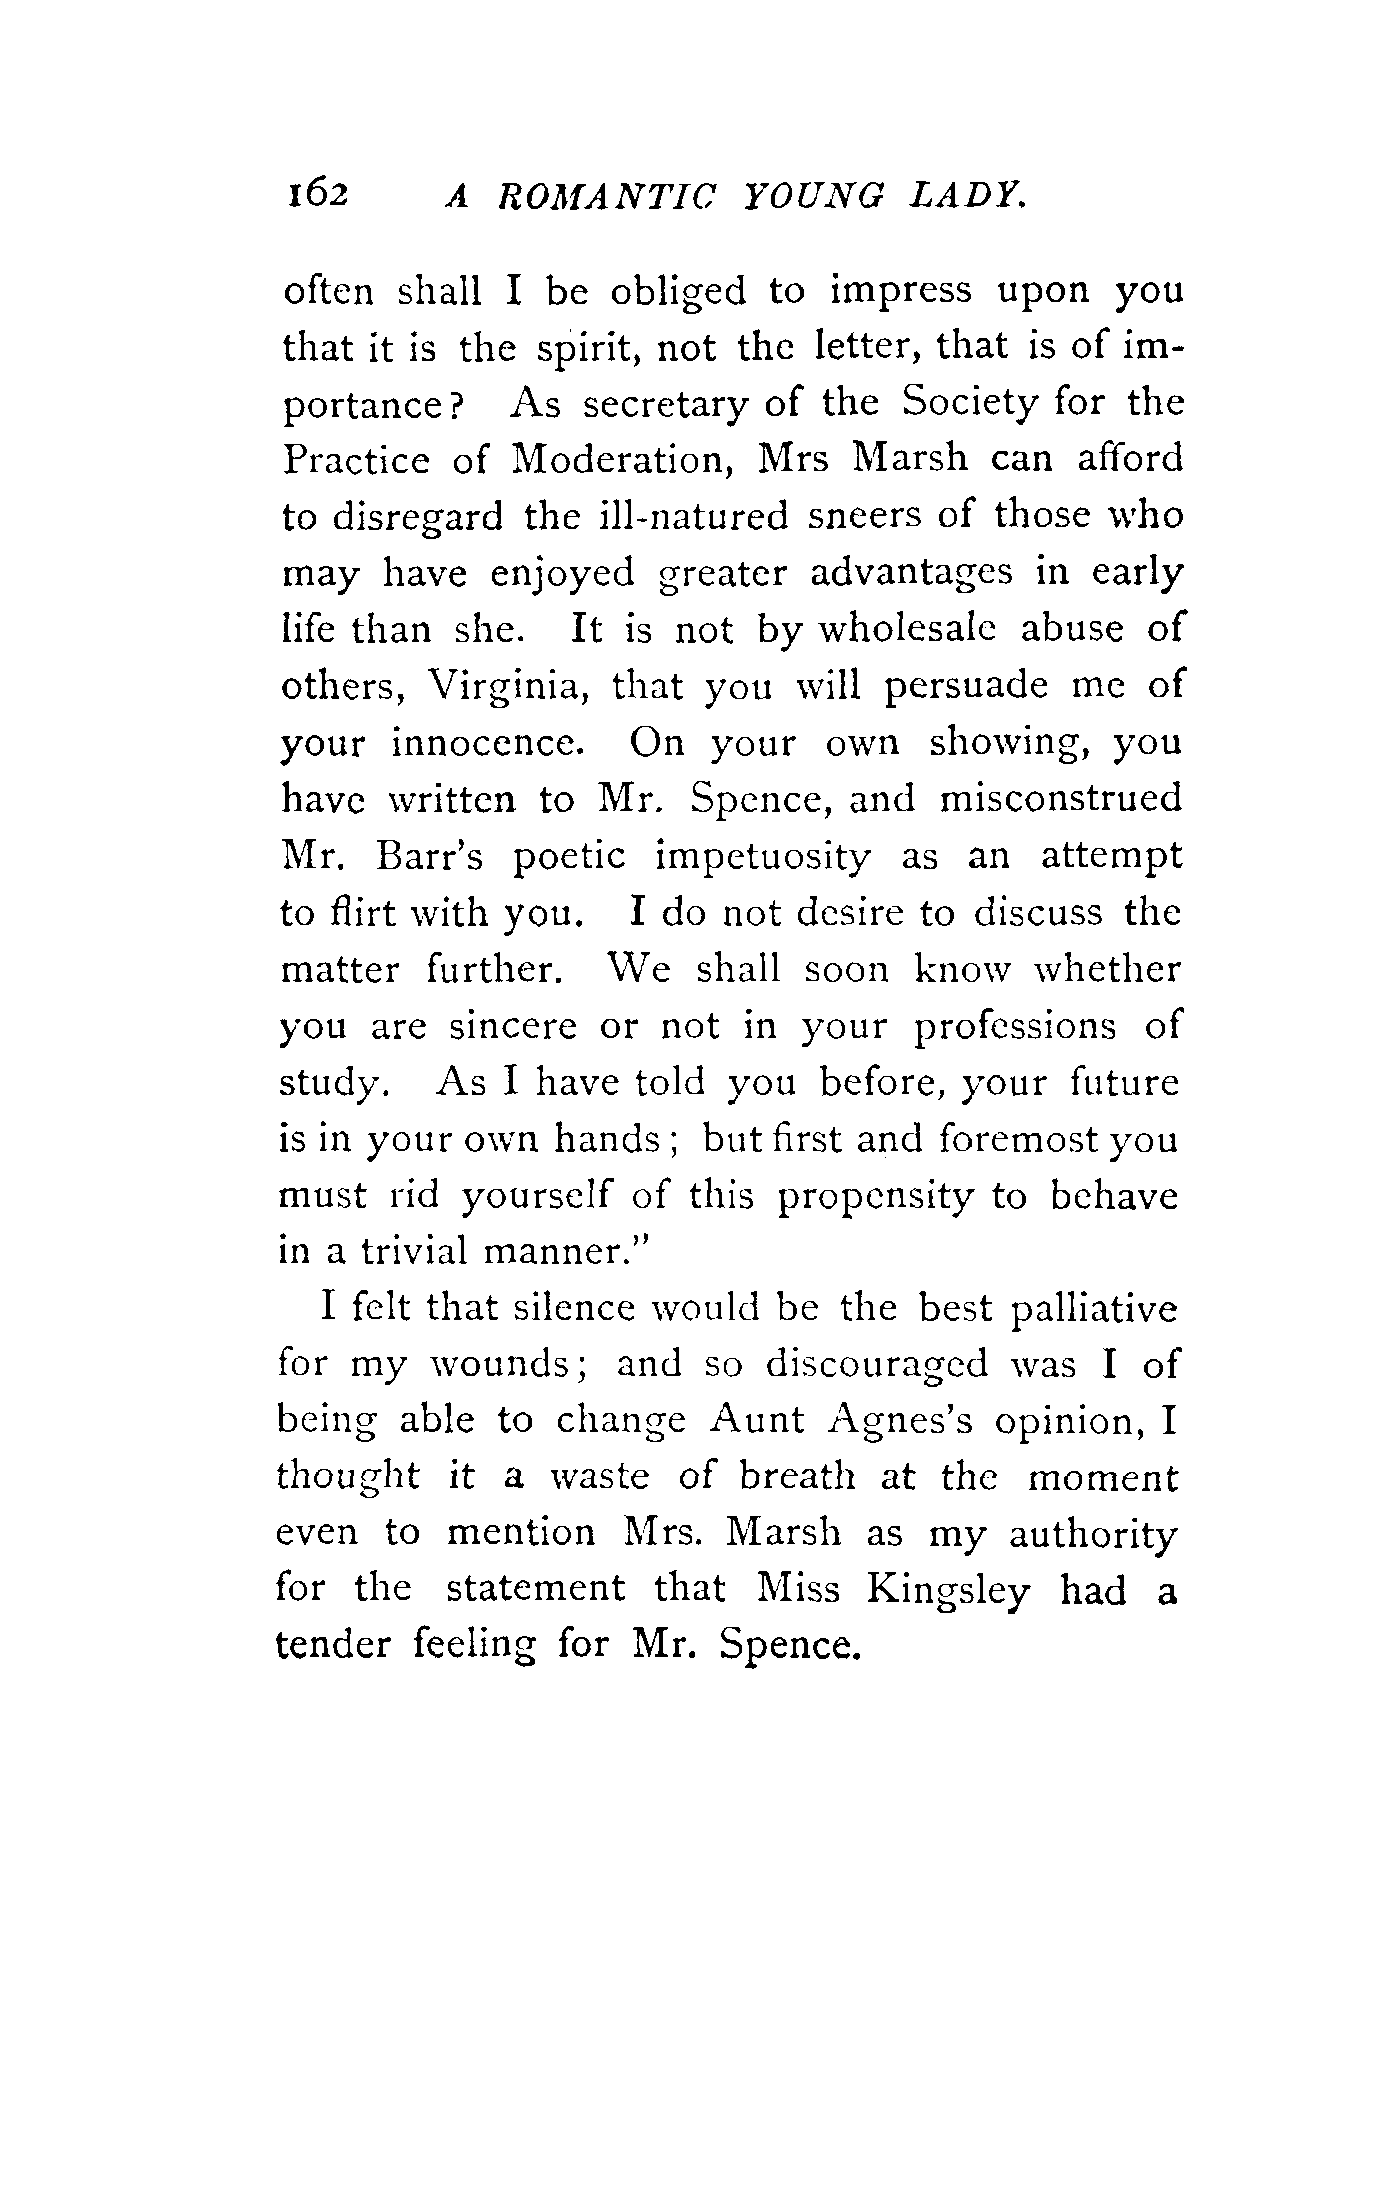 162 A ROMANTIC YOUNG LADY.
often shall I be obliged to impress upon you
that it is the spirit, not the letter, that is of im-
portance? As secretary of the Society for the
Practice of Moderation, Mrs Marsh can afford
to disregard the ill-natured sneers of those who
may have enjoyed greater advantages in early
life than she. It is not by wholesale abuse of
others, Virginia, that you will persuade me of
your innocence. On your own showing, you
have written to Mr. Spence, and misconstrued
Mr. Barr's poetic impetuosity as an attempt
to flirt with you. I do not desire to discuss the
matter further. We shall soon know whether
you are sincere or not in your professions of
study. As I have told you before, your future
is in your own hands; but first and foremost you
must rid yourself of this propensity to behave
in a trivial manner."
I felt that silence would be the best palliative
for my wounds; and so discouraged was I of
being able to change Aunt Agnes's opinion, I
thought it a waste of breath at the moment
even to mention Mrs. Marsh as my authority
for the statement that Miss Kingsley had a
tender feeling for Mr. Spence.